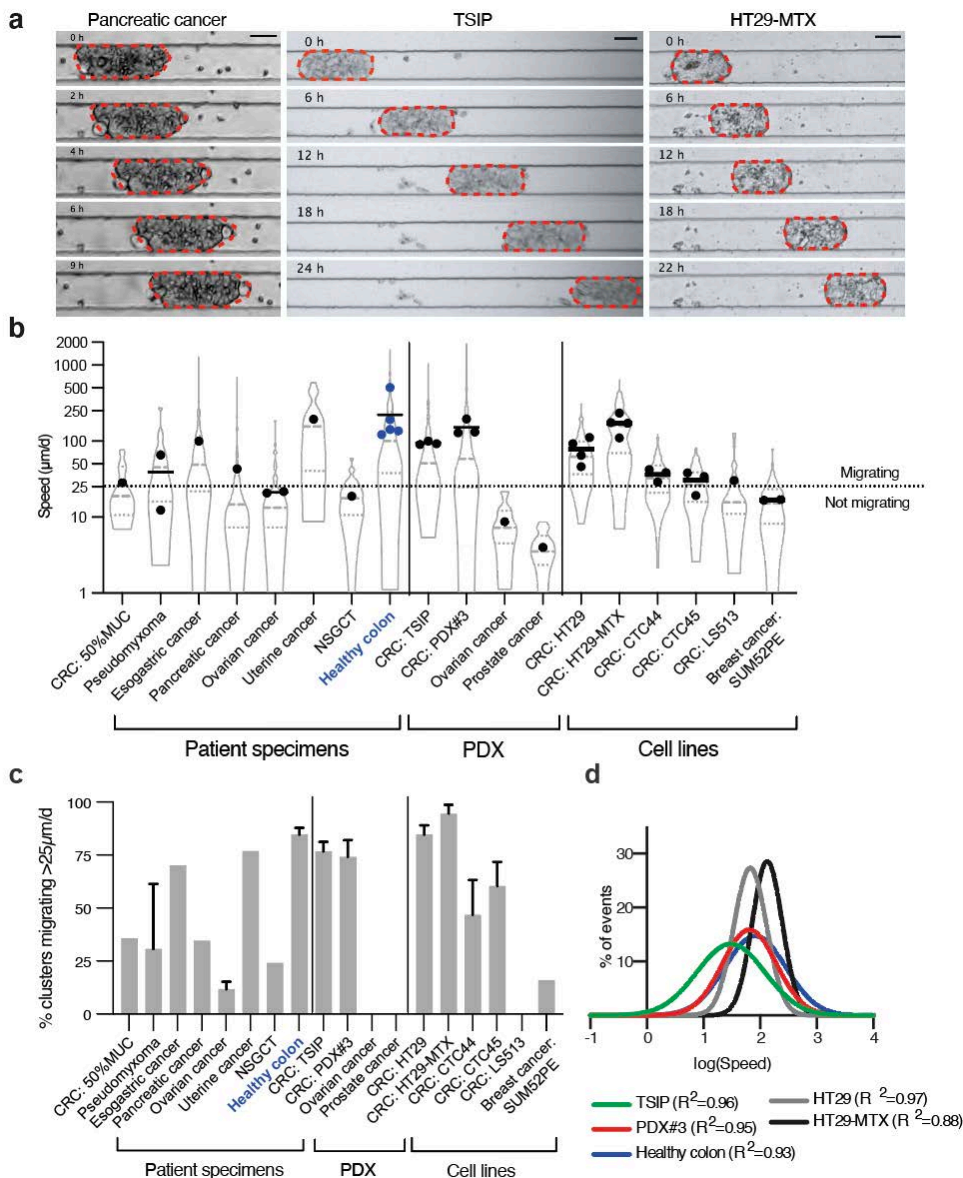 a
Pancreatic cancer
TSIP
HT29-MTX
0 h
2 h
4 h
6 h
9 h
0 h
6 h
12 h
18 h
24 h
0 h
6 h
12 h
18 h
22 h
b
Speed (µm/d)
2000
1000
500
250
100
50
25
10
1
Migrating
Not migrating
CRC: 50%MUC
Pseudomyxoma
Esogastric cancer
Pancreatic cancer
Ovarian cancer
Uterine cancer
NSGCT
Healthy colon
CRC: TSIP
CRC: PDX#3
Ovarian cancer
Prostate cancer
CRC: HT29
CRC: HT29-MTX
CRC: CTC44
CRC: CTC45
CRC: LS513
Breast cancer:
SUM52PE
Patient specimens
PDX
Cell lines
c
% clusters migrating >25µm/d
100
75
50
25
0
CRC: 50%MUC
Pseudomyxoma
Esogastric cancer
Pancreatic cancer
Ovarian cancer
Uterine cancer
NSGCT
Healthy colon
CRC: TSIP
CRC: PDX#3
Ovarian cancer
Prostate cancer
CRC: HT29
CRC: HT29-MTX
CRC: CTC44
CRC: CTC45
CRC: LS513
Breast cancer:
SUM52PE
Patient specimens
PDX
Cell lines
d
% of events
30
20
10
-1
0
1
2
3
4
log(Speed)
TSIP (R²=0.96)
PDX#3 (R²=0.95)
Healthy colon (R²=0.93)
HT29 (R ²=0.97)
HT29-MTX (R ²=0.88)